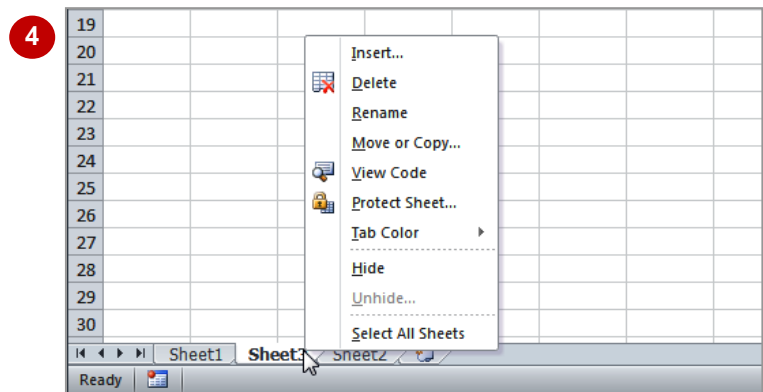 4
19
20
21
22
23
24
25
26
27
28
29
30
Insert...
Delete
Rename
Move or Copy...
View Code
Protect Sheet...
Tab Color
Hide
Unhide...
Select All Sheets
Sheet1 Sheet3 Sheet2
Ready